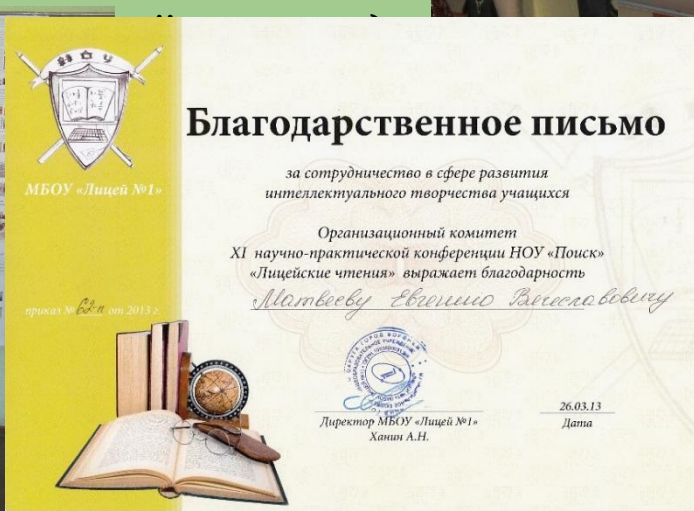 НОУ
МБОУ «Лицей №1»
приказ № 62-п от 2013 г.
Благодарственное письмо
за сотрудничество в сфере развития
интеллектуального творчества учащихся
Организационный комитет
XI научно-практической конференции НОУ «Поиск»
«Лицейские чтения» выражает благодарность
Матвееву Евгению Вячеславовичу
Директор МБОУ «Лицей №1»
Ханин А.Н.
26.03.13
Дата